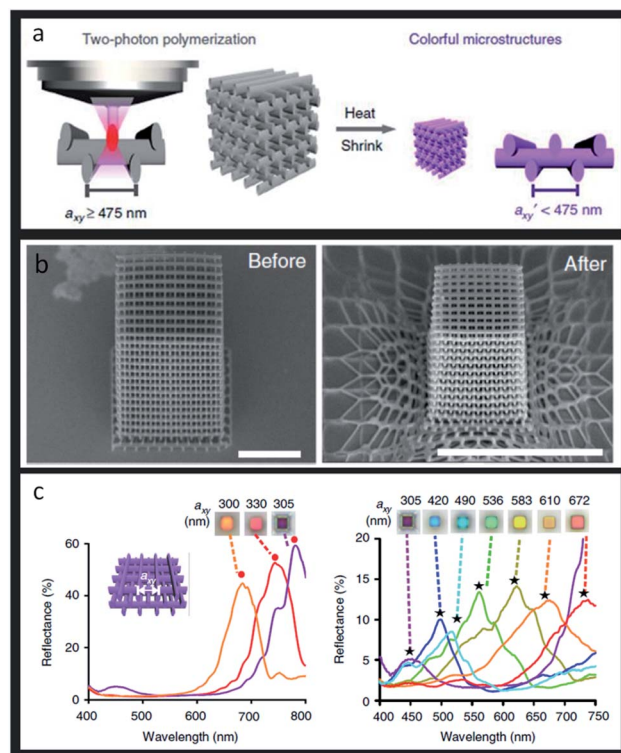 a
Two-photon polymerization
Colorful microstructures
Heat
Shrink
axy ≥ 475 nm
axy′ < 475 nm
b
Before
After
c
axy
(nm)
300 330 305
60
40
20
0
Reflectance (%)
axy
400 500 600 700 800
Wavelength (nm)
axy
(nm)
305 420 490 536 583 610 672
20
15
10
5
0
Reflectance (%)
400 450 500 550 600 650 700 750
Wavelength (nm)